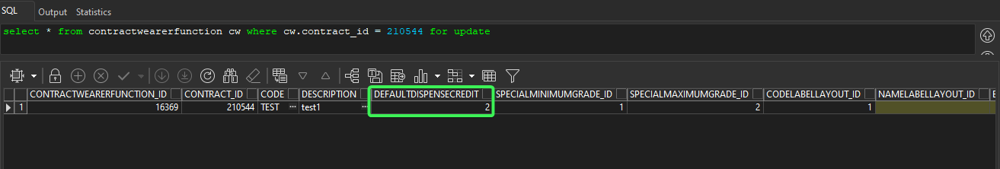 SQL Output Statistics
select * from contractwearerfunction cw where cw.contract_id = 210544 for update
CONTRACTWEARERFUNCTION_ID CONTRACT_ID CODE DESCRIPTION DEFAULTDISPENSECREDIT SPECIALMINIMUMGRADE_ID SPECIALMAXIMUMGRADE_ID CODELABELLAYOUT_ID NAMELABELLAYOUT_ID
1 16369 210544 TEST ··· test1 ··· 2 1 2 1